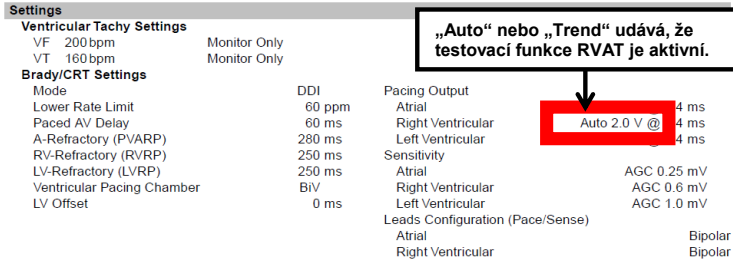 Settings
Ventricular Tachy Settings
VF 200 bpm Monitor Only
VT 160 bpm Monitor Only
Brady/CRT Settings
Mode DDI
Lower Rate Limit 60 ppm
Paced AV Delay 60 ms
A-Refractory (PVARP) 280 ms
RV-Refractory (RVRP) 250 ms
LV-Refractory (LVRP) 250 ms
Ventricular Pacing Chamber BiV
LV Offset 0 ms
„Auto“ nebo „Trend“ udává, že
testovací funkce RVAT je aktivní.
Pacing Output
Atrial 4 ms
Right Ventricular Auto 2.0 V @ 4 ms
Left Ventricular 4 ms
Sensitivity
Atrial AGC 0.25 mV
Right Ventricular AGC 0.6 mV
Left Ventricular AGC 1.0 mV
Leads Configuration (Pace/Sense)
Atrial Bipolar
Right Ventricular Bipolar